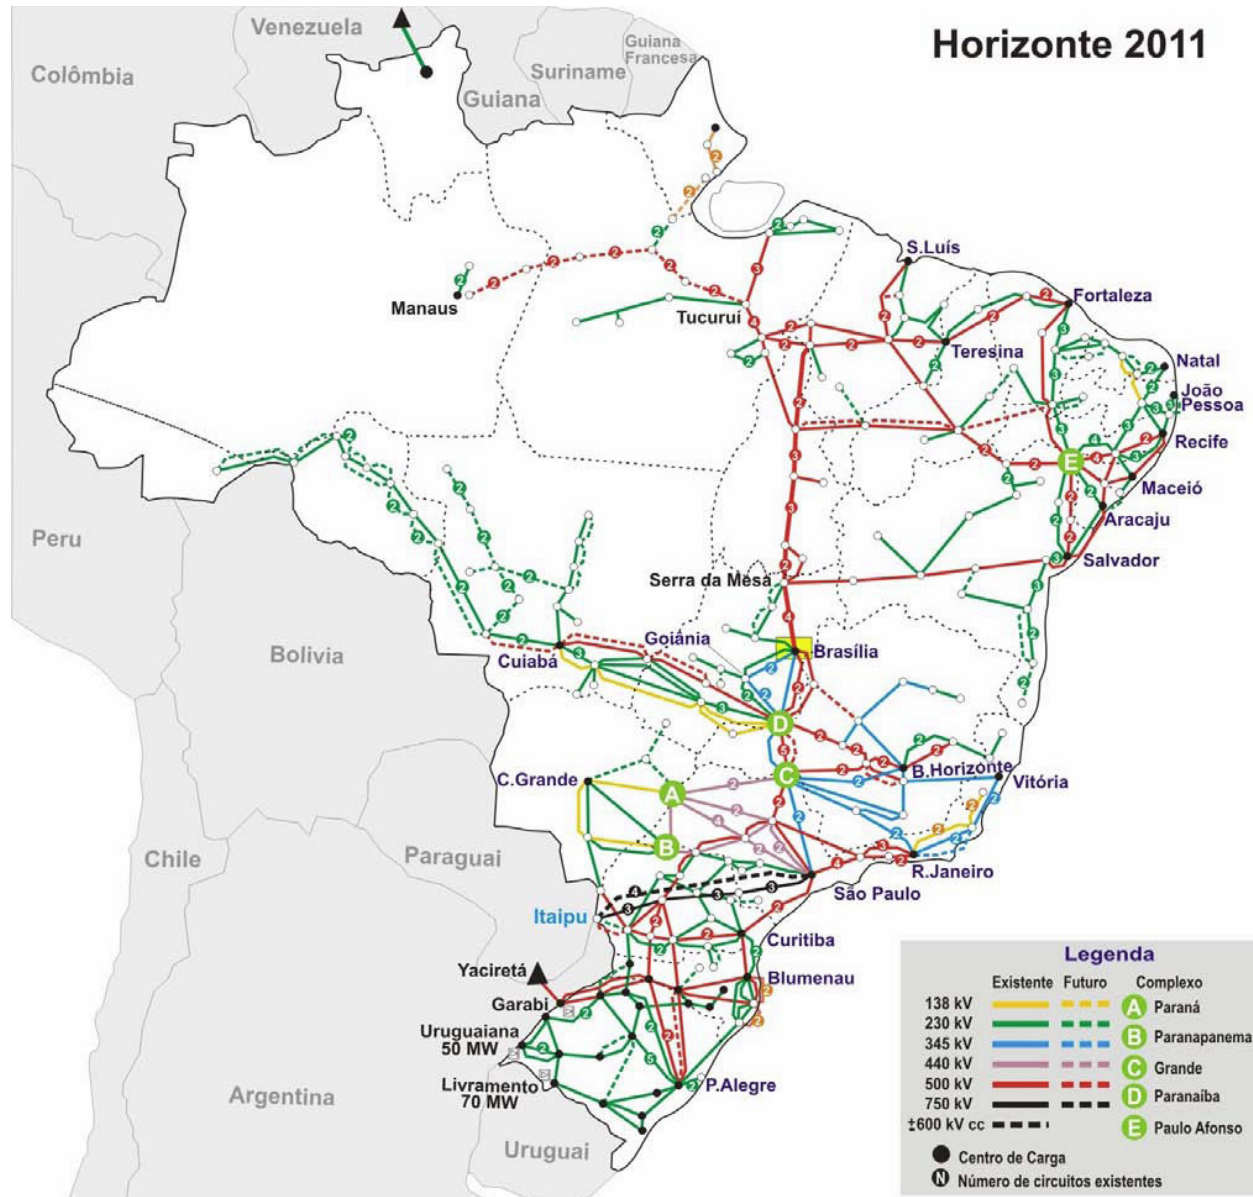 Horizonte 2011
Venezuela
Guiana
Francesa
Suriname
Colômbia
Guiana
S.Luís
Manaus
Tucuruí
Fortaleza
Teresina
Natal
João
Pessoa
Recife
E
Maceió
Aracaju
Peru
Salvador
Serra da Mesa
Bolivia
Goiânia
Cuiabá
Brasília
D
C.Grande
A
C
B.Horizonte
Vitória
B
Chile
Paraguai
R.Janeiro
São Paulo
Itaipu
Curitiba
Yaciretá
Blumenau
Garabi
Uruguaiana
50 MW
Livramento
70 MW
P.Alegre
Argentina
Uruguai
Legenda
Existente Futuro Complexo
138 kV A Paraná
230 kV
345 kV B Paranapanema
440 kV C Grande
500 kV D Paranaíba
750 kV
±600 kV cc E Paulo Afonso
Centro de Carga
N Número de circuitos existentes